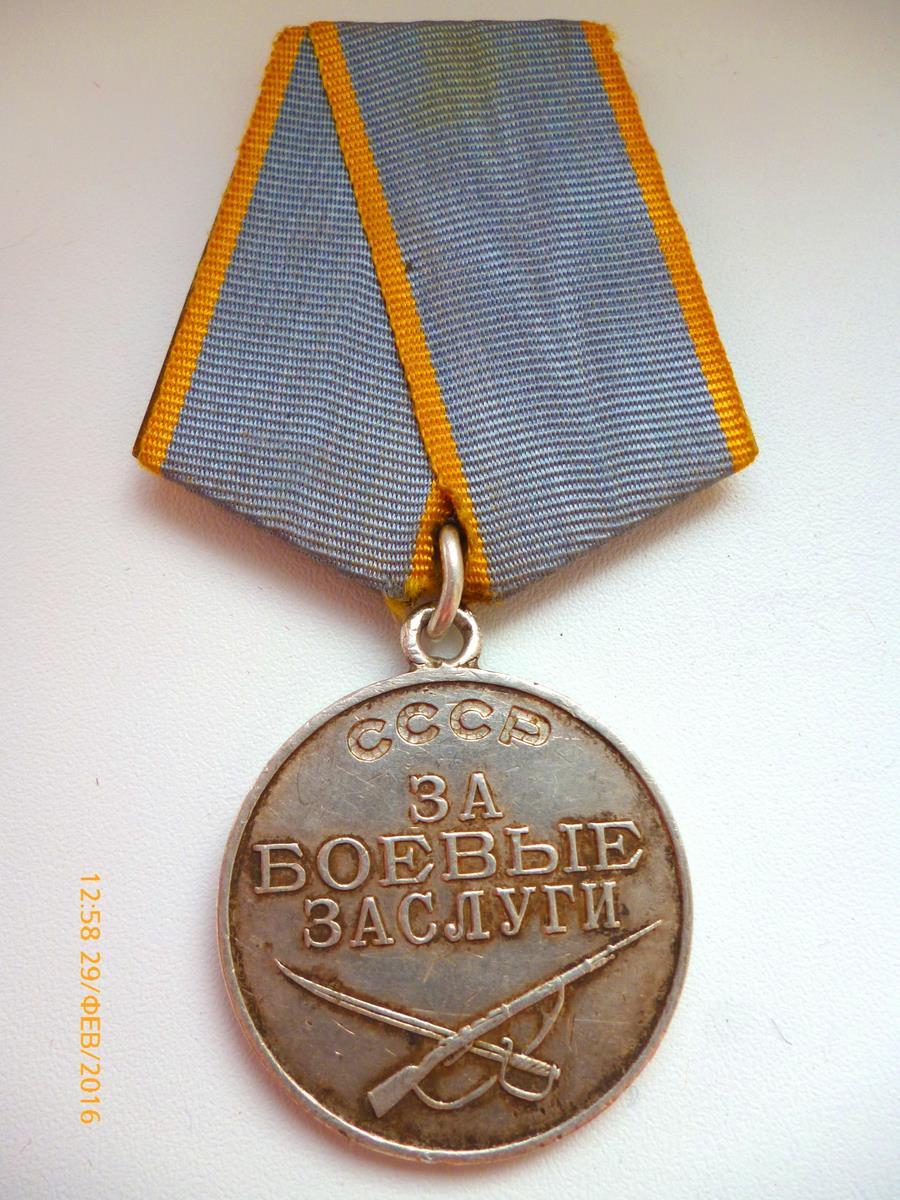 СССР
ЗА
БОЕВЫЕ
ЗАСЛУГИ
12:58 29/ФЕВ/2016